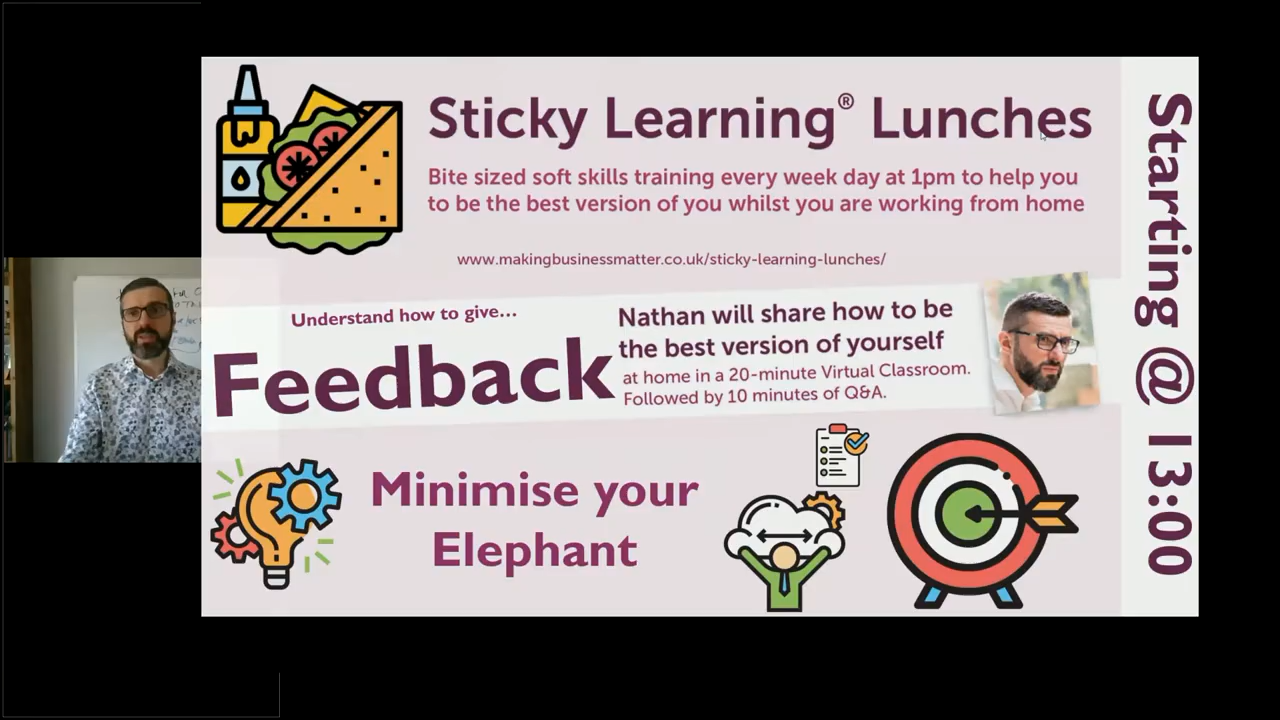 Sticky Learning® Lunches
Bite sized soft skills training every week day at 1pm to help you
to be the best version of you whilst you are working from home
www.makingbusinessmatter.co.uk/sticky-learning-lunches/
Understand how to give...
Feedback
Nathan will share how to be
the best version of yourself
at home in a 20-minute Virtual Classroom.
Followed by 10 minutes of Q&A.
Minimise your
Elephant
Starting @ 13:00